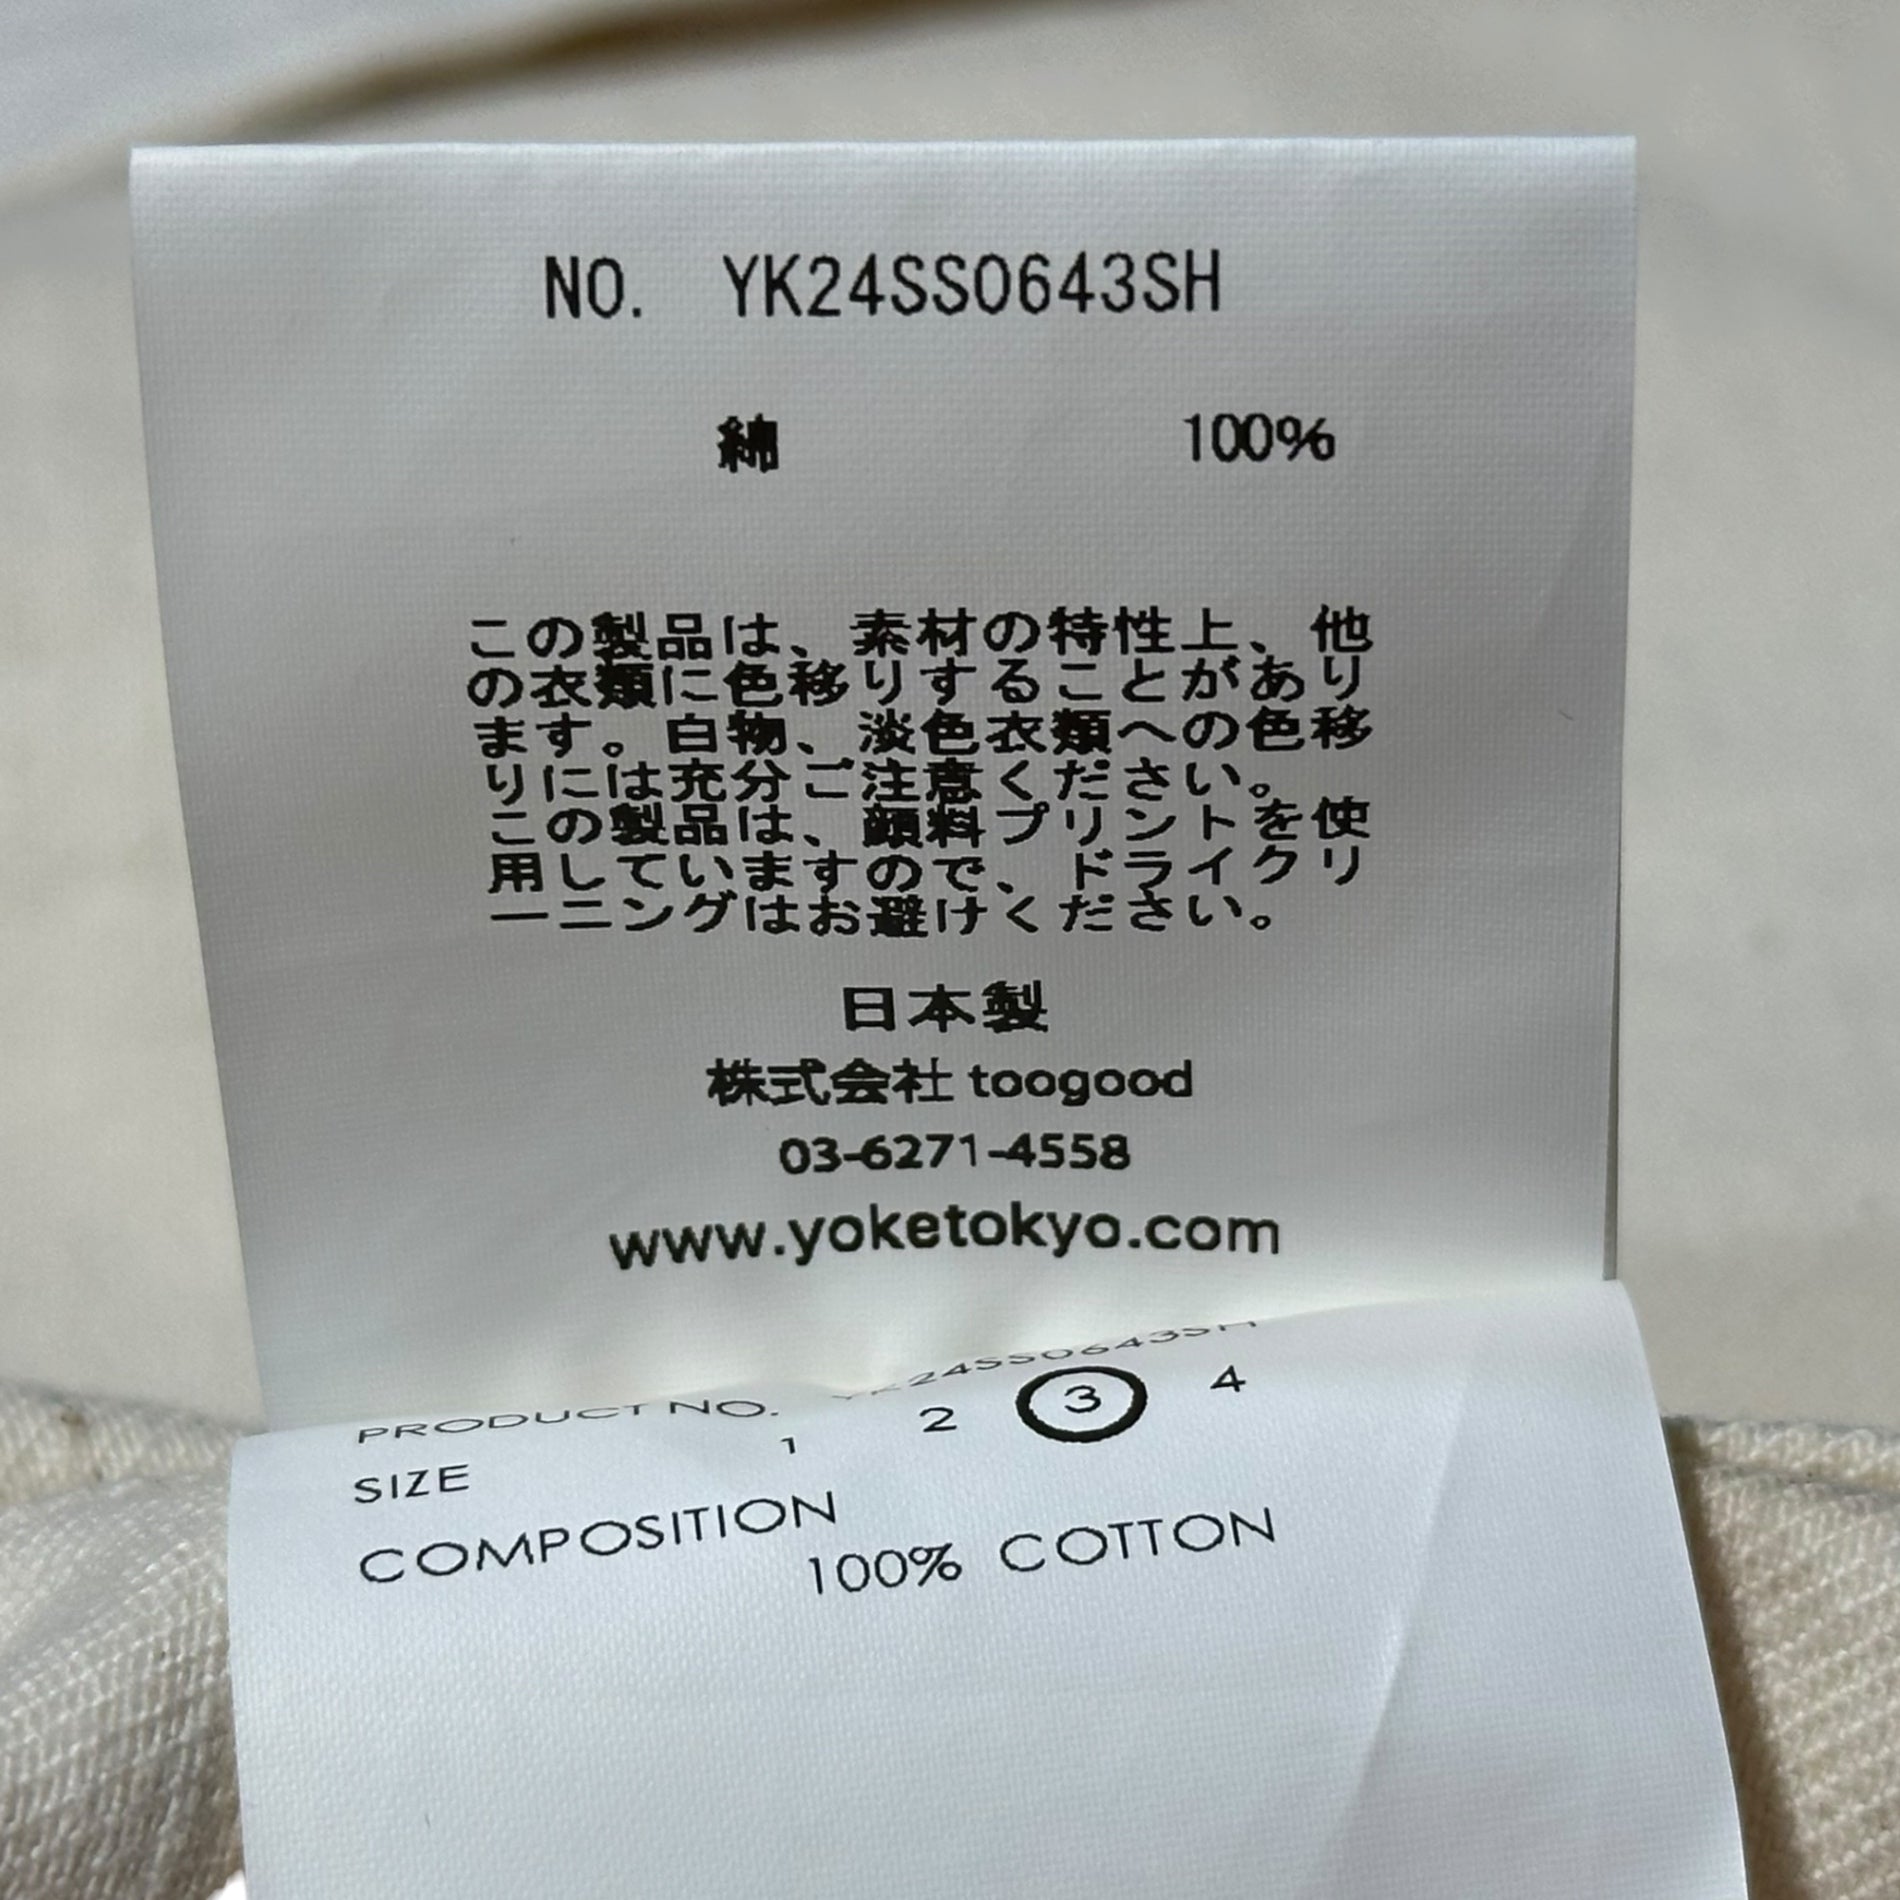 NO. YK24SS0643SH
綿 100%
この製品は、素材の特性上、他
の衣類に色移りすることがあり
ます。白物、淡色衣類への色移
りには充分ご注意ください。
この製品は、顔料プリントを使
用していますので、ドライクリ
ーニングはお避けください。
日本製
株式会社 toogood
03-6271-4558
www.yoketokyo.com
PRODUCT NO. YK24SS0643SH
SIZE 1 2 3 4
COMPOSITION
100% COTTON